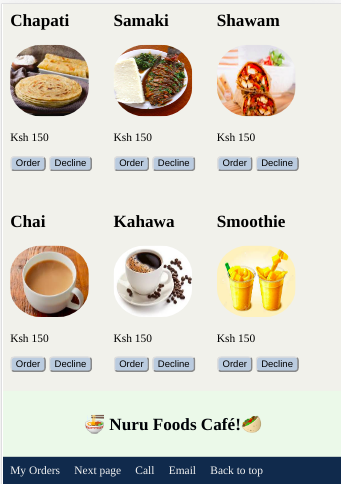 Chapati Samaki Shawam
Ksh 150 Ksh 150 Ksh 150
Order Decline Order Decline Order Decline
Chai Kahawa Smoothie
Ksh 150 Ksh 150 Ksh 150
Order Decline Order Decline Order Decline
🍜 Nuru Foods Café!🥙
My Orders Next page Call Email Back to top